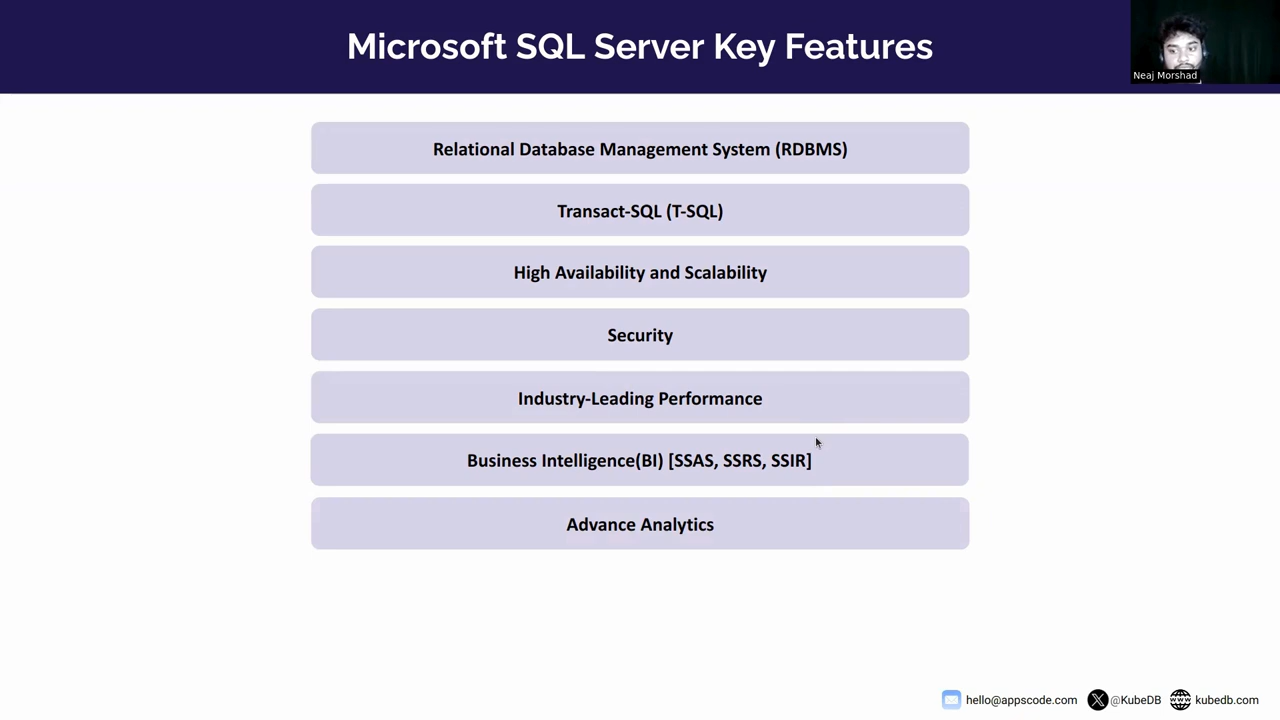 Microsoft SQL Server Key Features
Neaj Morshad
Relational Database Management System (RDBMS)
Transact-SQL (T-SQL)
High Availability and Scalability
Security
Industry-Leading Performance
Business Intelligence(BI) [SSAS, SSRS, SSIR]
Advance Analytics
hello@appscode.com @KubeDB kubedb.com